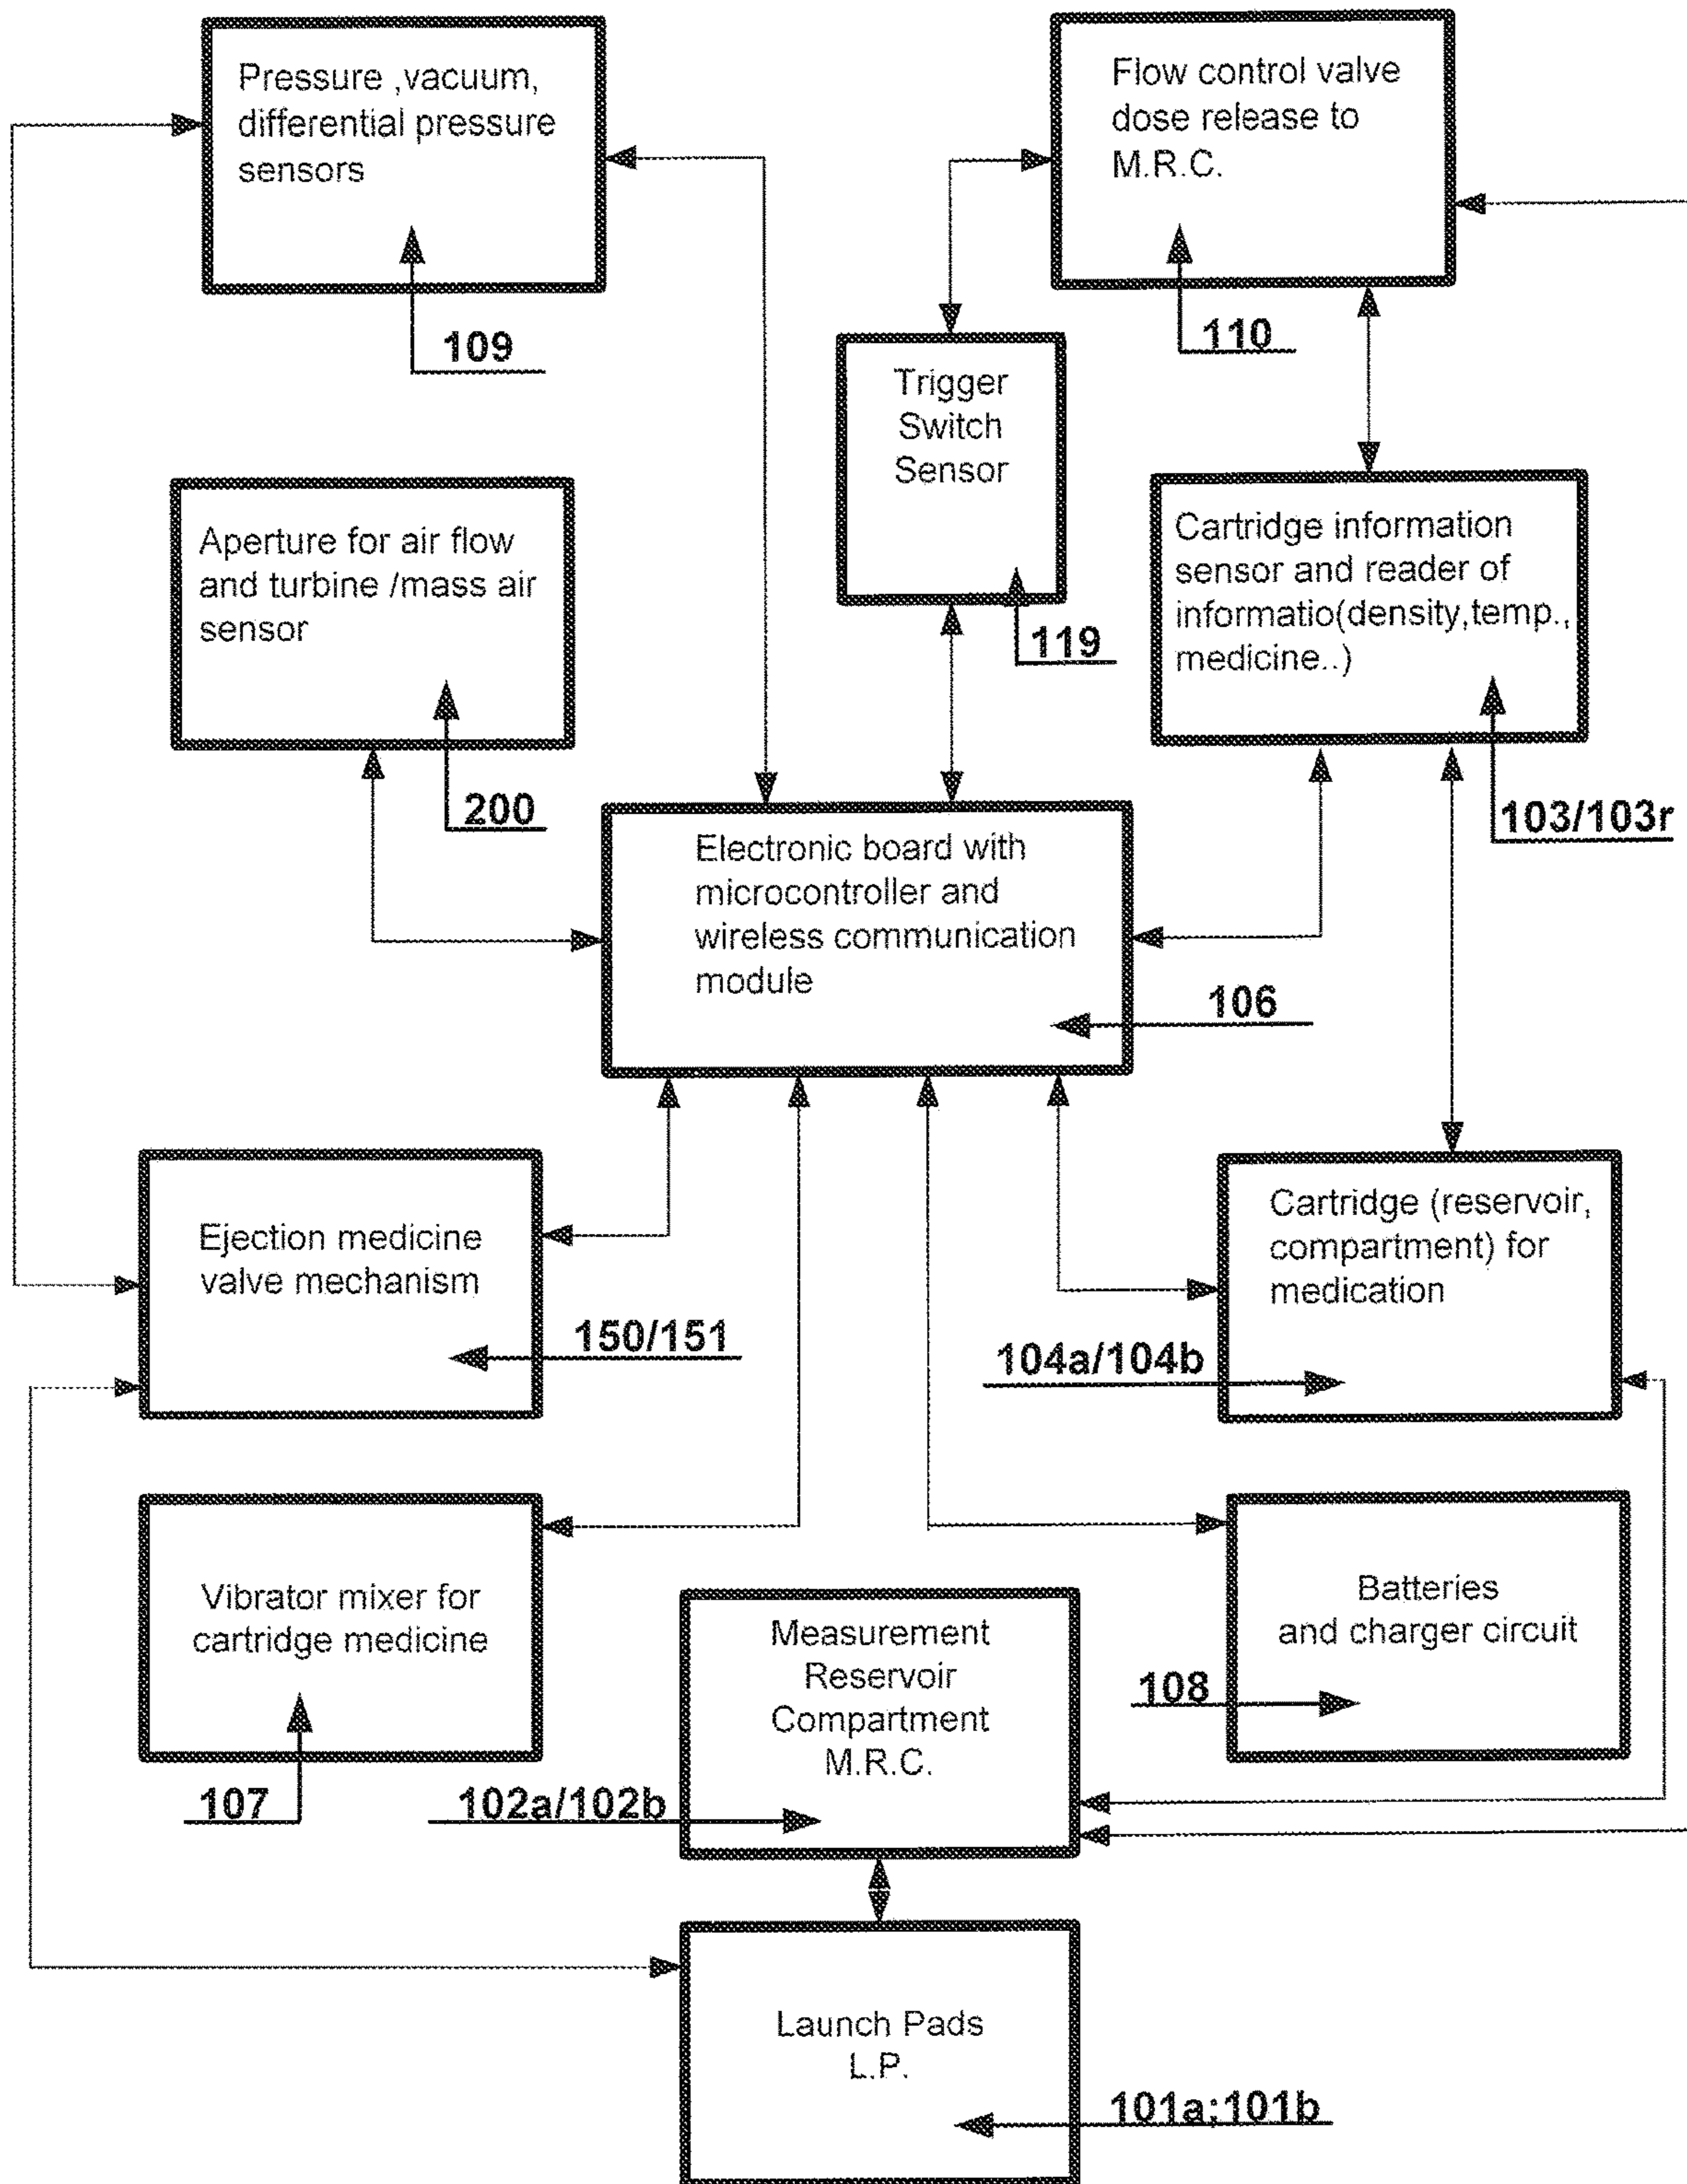 Pressure ,vacuum,
differential pressure
sensors
109
Flow control valve
dose release to
M.R.C.
110
Trigger
Switch
Sensor
119
Aperture for air flow
and turbine /mass air
sensor
200
Cartridge information
sensor and reader of
informatio(density,temp.,
medicine..)
103/103r
Electronic board with
microcontroller and
wireless communication
module
106
Ejection medicine
valve mechanism
150/151
Cartridge (reservoir,
compartment) for
medication
104a/104b
Vibrator mixer for
cartridge medicine
107
Measurement
Reservoir
Compartment
M.R.C.
102a/102b
Batteries
and charger circuit
108
Launch Pads
L.P.
101a;101b